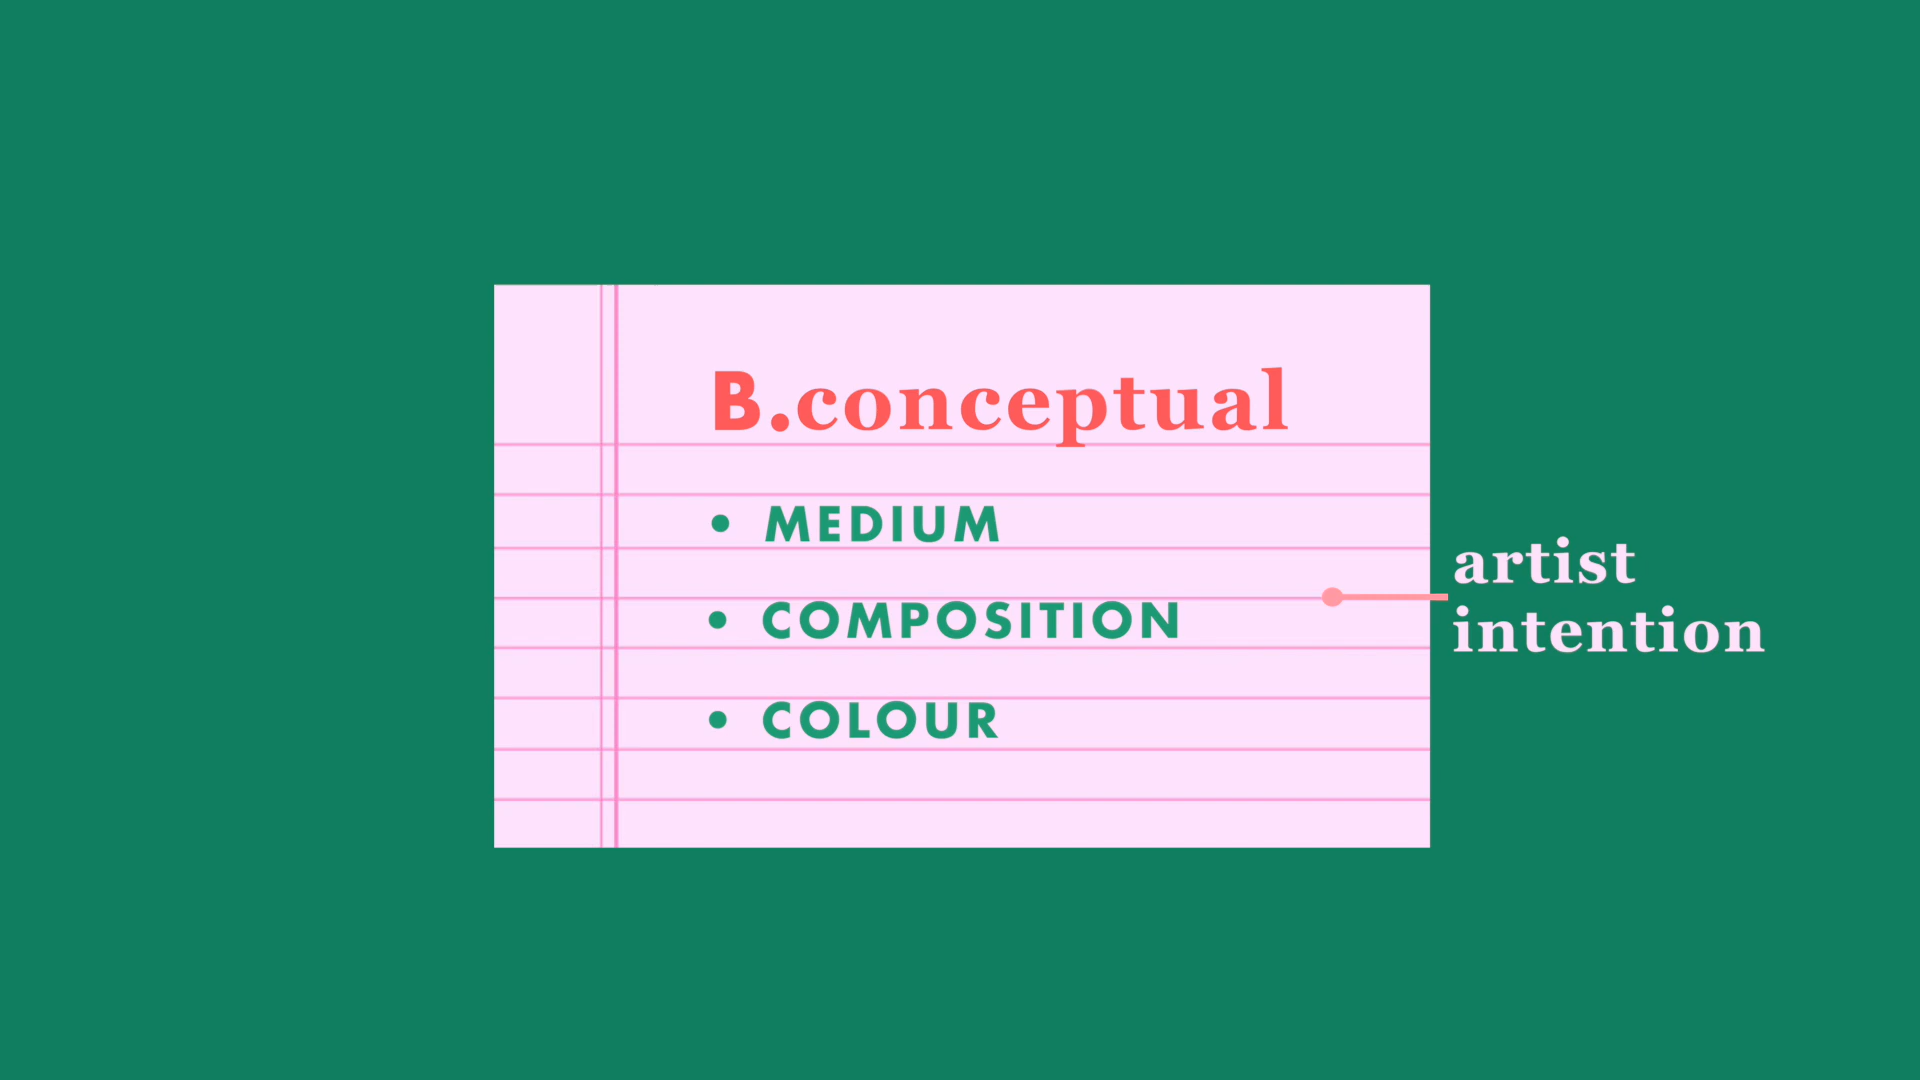 B.conceptual
• MEDIUM
• COMPOSITION
• COLOUR
artist
intention